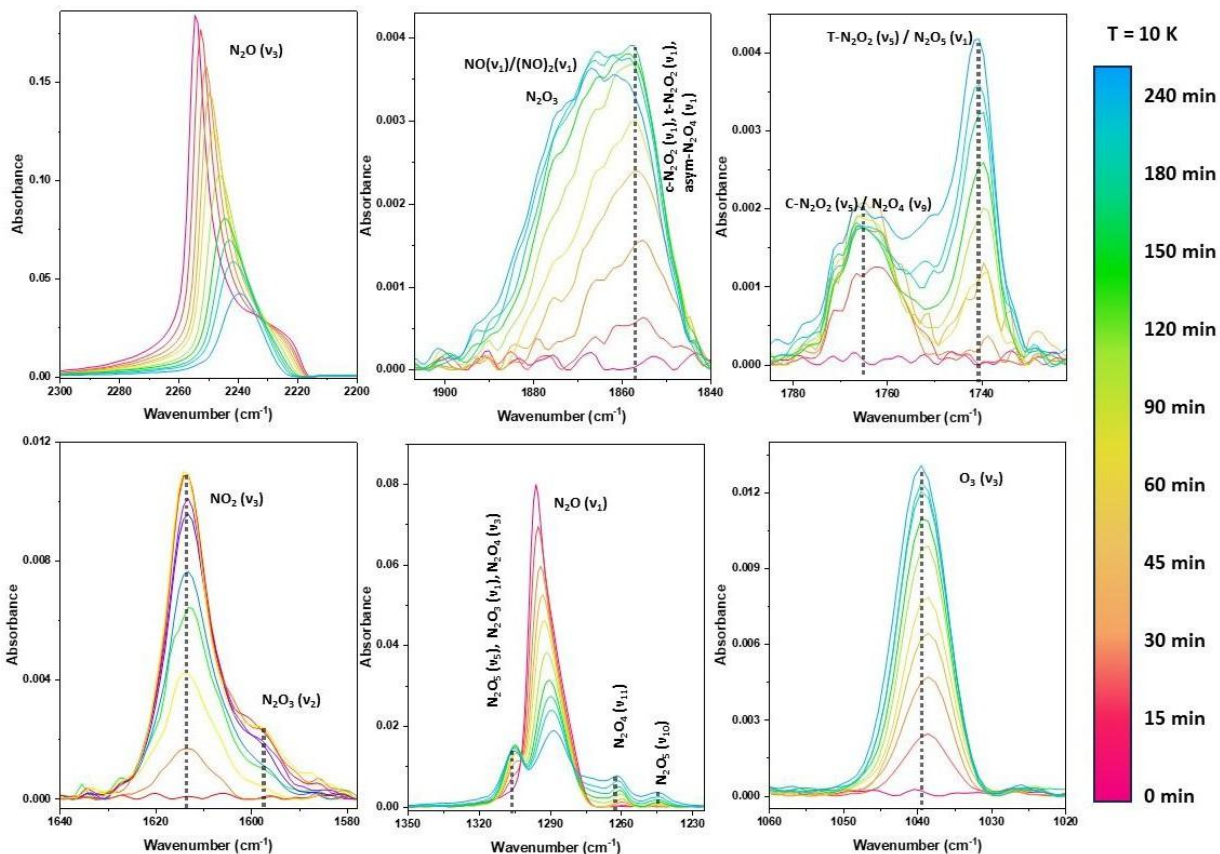 N₂O (ν₃)
0.15
0.10
0.05
0.00
Absorbance
2300 2280 2260 2240 2220 2200
Wavenumber (cm⁻¹)
NO(ν₁)/(NO)₂(ν₁)
N₂O₃
c-N₂O₂ (ν₁), t-N₂O₂ (ν₁),
asym-N₂O₄ (ν₁)
0.004
0.003
0.002
0.001
0.000
Absorbance
1900 1880 1860 1840
Wavenumber (cm⁻¹)
T-N₂O₂ (ν₅) / N₂O₅ (ν₁)
C-N₂O₂ (ν₅)/ N₂O₄ (ν₉)
0.004
0.003
0.002
0.001
0.000
Absorbance
1780 1760 1740
Wavenumber (cm⁻¹)
NO₂ (ν₃)
N₂O₃ (ν₂)
0.012
0.008
0.004
0.000
Absorbance
1640 1620 1600 1580
Wavenumber (cm⁻¹)
N₂O (ν₁)
N₂O₅ (ν₅), N₂O₃ (ν₁), N₂O₄ (ν₃)
N₂O₄ (ν₁₁)
N₂O₅ (ν₁₀)
0.08
0.06
0.04
0.02
0.00
Absorbance
1350 1320 1290 1260 1230
Wavenumber (cm⁻¹)
O₃ (ν₃)
0.012
0.009
0.006
0.003
0.000
Absorbance
1060 1050 1040 1030 1020
Wavenumber (cm⁻¹)
T = 10 K
240 min
180 min
150 min
120 min
90 min
60 min
45 min
30 min
15 min
0 min